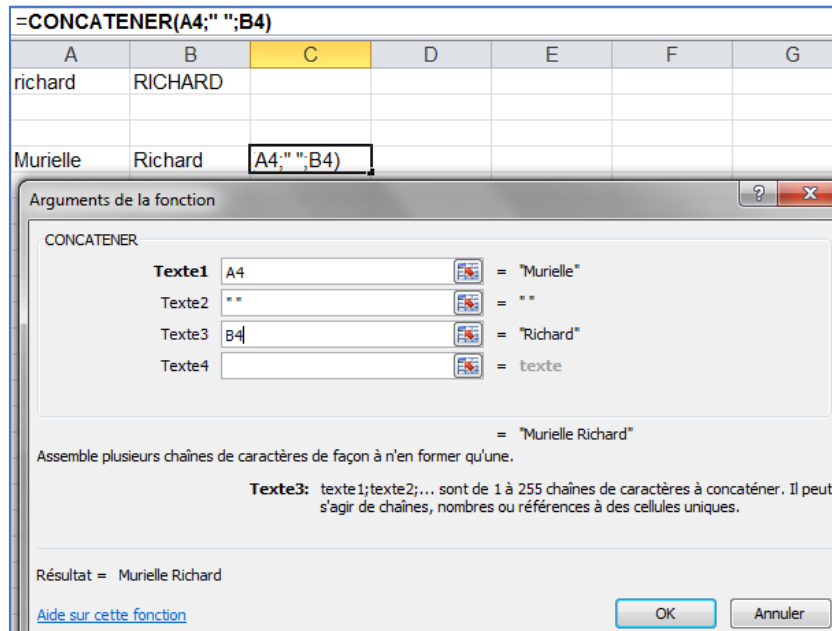 =CONCATENER(A4;" ";B4)
A B C D E F G
richard RICHARD
Murielle Richard A4;" ";B4)
Arguments de la fonction
CONCATENER
Texte1 A4 = "Murielle"
Texte2 " " = " "
Texte3 B4 = "Richard"
Texte4 = texte
= "Murielle Richard"
Assemble plusieurs chaînes de caractères de façon à n'en former qu'une.
Texte3: texte1;texte2;... sont de 1 à 255 chaînes de caractères à concaténer. Il peut
s'agir de chaînes, nombres ou références à des cellules uniques.
Résultat = Murielle Richard
Aide sur cette fonction
OK Annuler